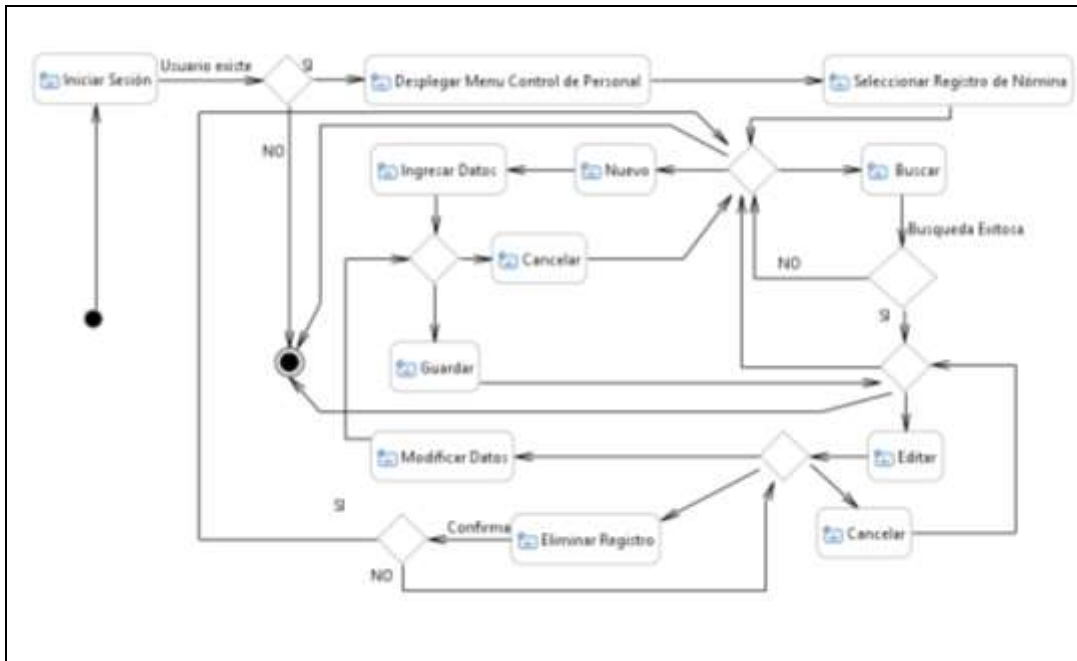 Iniciar Sesión
Usuario existe
SI
Desplegar Menu Control de Personal
Seleccionar Registro de Nómina
NO
Ingresar Datos
Nuevo
Buscar
Busqueda Exitosa
Cancelar
NO
SI
Guardar
Modificar Datos
Editar
SI
Confirma
Eliminar Registro
Cancelar
NO